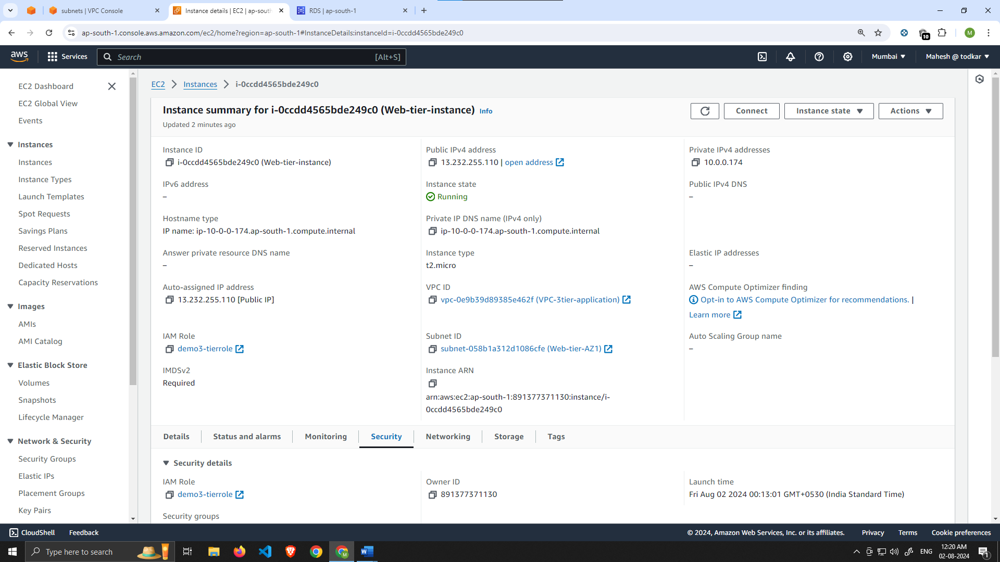 subnets | VPC Console
Instance details | EC2 | ap-sout
RDS | ap-south-1
ap-south-1.console.aws.amazon.com/ec2/home?region=ap-south-1#InstanceDetails:instanceId=i-0ccdd4565bde249c0
10
M
aws
Services
Search
[Alt+S]
Mumbai
Mahesh @ todkar
EC2 Dashboard
EC2 Global View
Events
Instances
Instances
Instance Types
Launch Templates
Spot Requests
Savings Plans
Reserved Instances
Dedicated Hosts
Capacity Reservations
Images
AMIs
AMI Catalog
Elastic Block Store
Volumes
Snapshots
Lifecycle Manager
Network & Security
Security Groups
Elastic IPs
Placement Groups
Key Pairs
EC2 > Instances > i-0ccdd4565bde249c0
Instance summary for i-0ccdd4565bde249c0 (Web-tier-instance) Info
Updated 2 minutes ago
Connect
Instance state
Actions
Instance ID
i-0ccdd4565bde249c0 (Web-tier-instance)
Public IPv4 address
13.232.255.110 | open address
Private IPv4 addresses
10.0.0.174
IPv6 address
–
Instance state
Running
Public IPv4 DNS
–
Hostname type
IP name: ip-10-0-0-174.ap-south-1.compute.internal
Private IP DNS name (IPv4 only)
ip-10-0-0-174.ap-south-1.compute.internal
Answer private resource DNS name
–
Instance type
t2.micro
Elastic IP addresses
–
Auto-assigned IP address
13.232.255.110 [Public IP]
VPC ID
vpc-0e9b39d89385e462f (VPC-3tier-application)
AWS Compute Optimizer finding
Opt-in to AWS Compute Optimizer for recommendations. |
Learn more
IAM Role
demo3-tierrole
Subnet ID
subnet-058b1a312d1086cfe (Web-tier-AZ1)
Auto Scaling Group name
–
IMDSv2
Required
Instance ARN
arn:aws:ec2:ap-south-1:891377371130:instance/i-
0ccdd4565bde249c0
Details
Status and alarms
Monitoring
Security
Networking
Storage
Tags
Security details
IAM Role
demo3-tierrole
Owner ID
891377371130
Launch time
Fri Aug 02 2024 00:13:01 GMT+0530 (India Standard Time)
Security groups
CloudShell
Feedback
© 2024, Amazon Web Services, Inc. or its affiliates.
Privacy
Terms
Cookie preferences
Type here to search
M
ENG
12:20 AM
02-08-2024
1